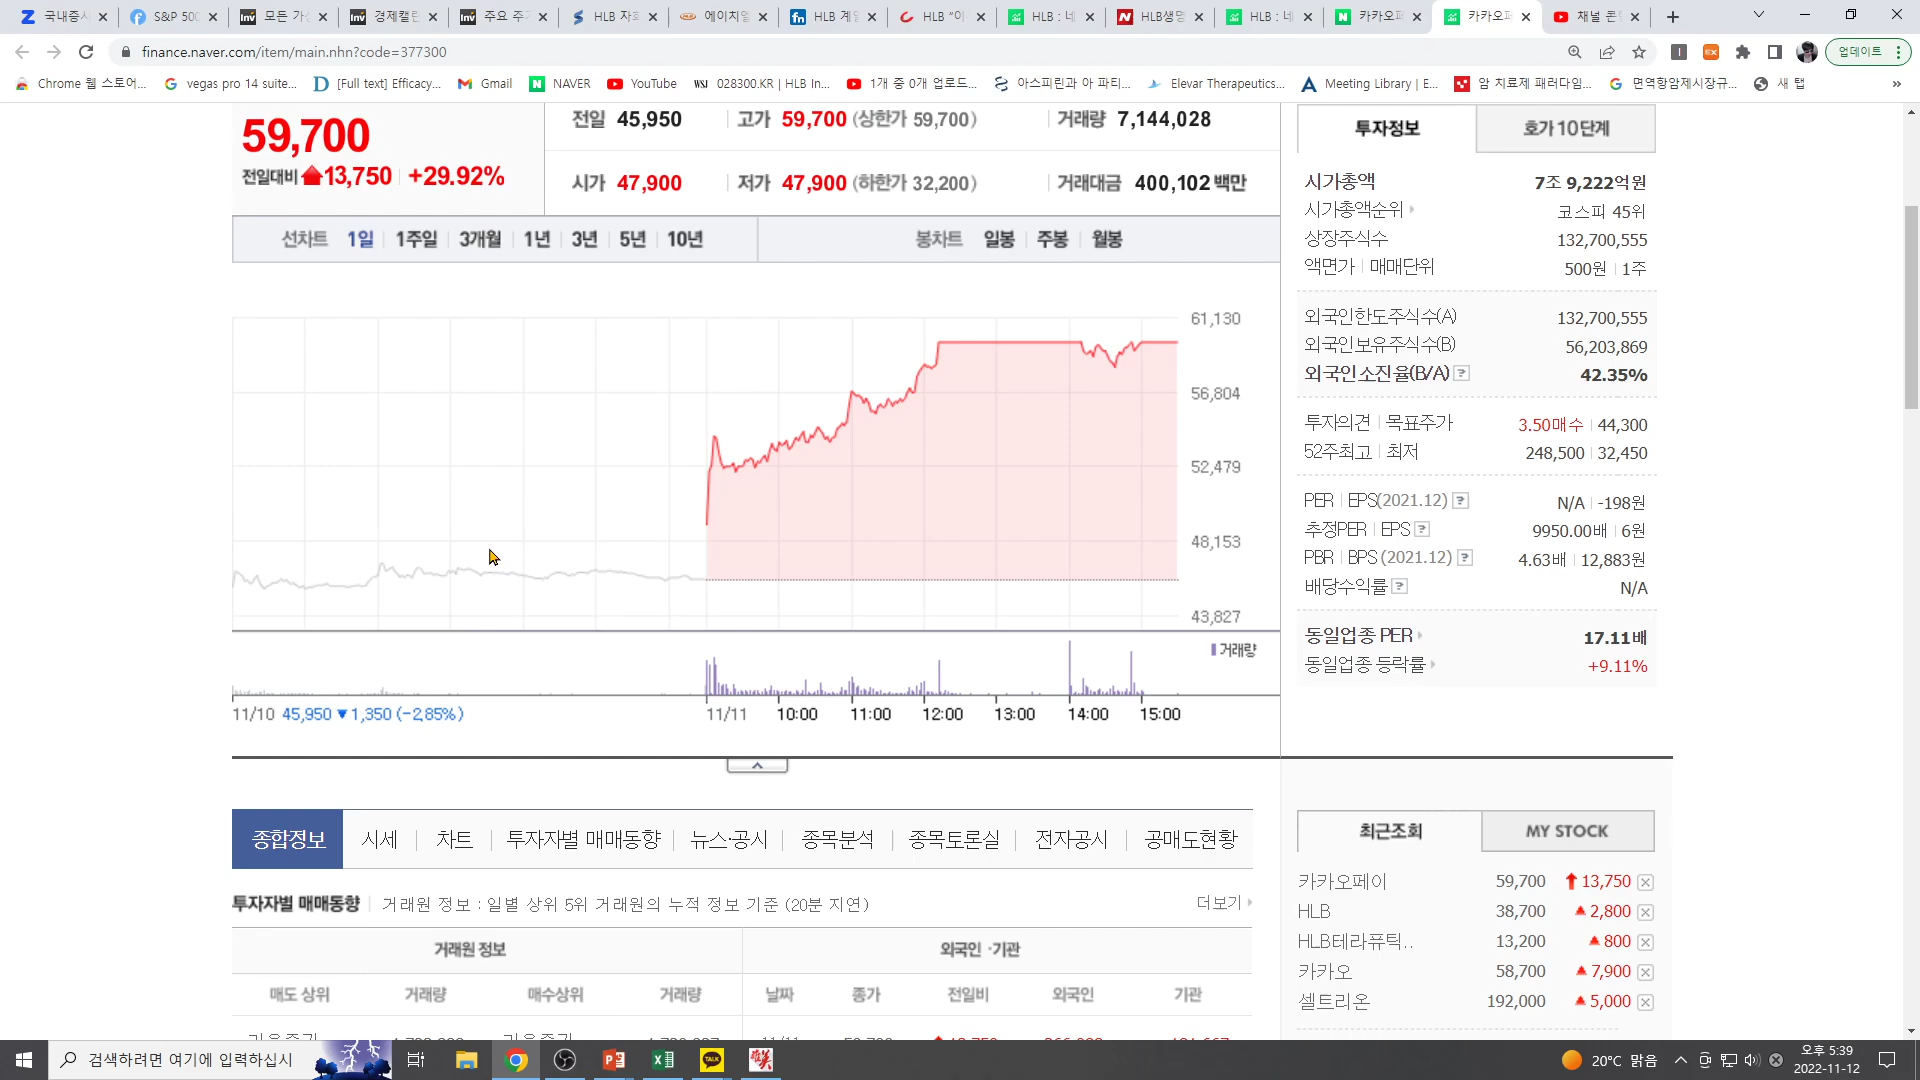 국내증시
S&P 500
모든 가상
경제캘린
주요 주가
HLB 자회
에이치엘
HLB 계열
HLB "이
HLB : 네
HLB생명
HLB : 네
카카오페
카카오페
채널 콘텐
finance.naver.com/item/main.nhn?code=377300
업데이트
Chrome 웹 스토어... vegas pro 14 suite... [Full text] Efficacy... Gmail NAVER YouTube 028300.KR | HLB In... 1개 중 0개 업로드... 아스피린과 아 파티... Elevar Therapeutics... Meeting Library | E... 암 치료제 패러다임... 면역항암제시장규... 새 탭 »
59,700
전일대비 13,750 +29.92%
전일 45,950 고가 59,700 (상한가 59,700) 거래량 7,144,028
시가 47,900 저가 47,900 (하한가 32,200) 거래대금 400,102 백만
선차트 1일 1주일 3개월 1년 3년 5년 10년 봉차트 일봉 주봉 월봉
61,130
56,804
52,479
48,153
43,827
거래량
11/10 45,950 ▼1,350 (-2.85%) 11/11 10:00 11:00 12:00 13:00 14:00 15:00
투자정보 호가 10단계
시가총액 7조 9,222억원
시가총액순위 코스피 45위
상장주식수 132,700,555
액면가 | 매매단위 500원 | 1주
외국인한도주식수(A) 132,700,555
외국인보유주식수(B) 56,203,869
외국인소진율(B/A) ? 42.35%
투자의견 | 목표주가 3.50매수 | 44,300
52주최고 | 최저 248,500 | 32,450
PER | EPS(2021.12) ? N/A | -198원
추정PER | EPS ? 9950.00배 | 6원
PBR | BPS (2021.12) ? 4.63배 | 12,883원
배당수익률 ? N/A
동일업종 PER 17.11배
동일업종 등락률 +9.11%
종합정보 시세 차트 투자자별 매매동향 뉴스·공시 종목분석 종목토론실 전자공시 공매도현황
투자자별 매매동향 | 거래원 정보 : 일별 상위 5위 거래원의 누적 정보 기준 (20분 지연) 더보기
거래원 정보 외국인·기관
매도 상위 거래량 매수상위 거래량 날짜 종가 전일비 외국인 기관
최근조회 MY STOCK
카카오페이 59,700 13,750
HLB 38,700 ▲ 2,800
HLB테라퓨틱.. 13,200 ▲ 800
카카오 58,700 ▲ 7,900
셀트리온 192,000 ▲ 5,000
검색하려면 여기에 입력하십시
TALK
20°C 맑음
오후 5:39
2022-11-12